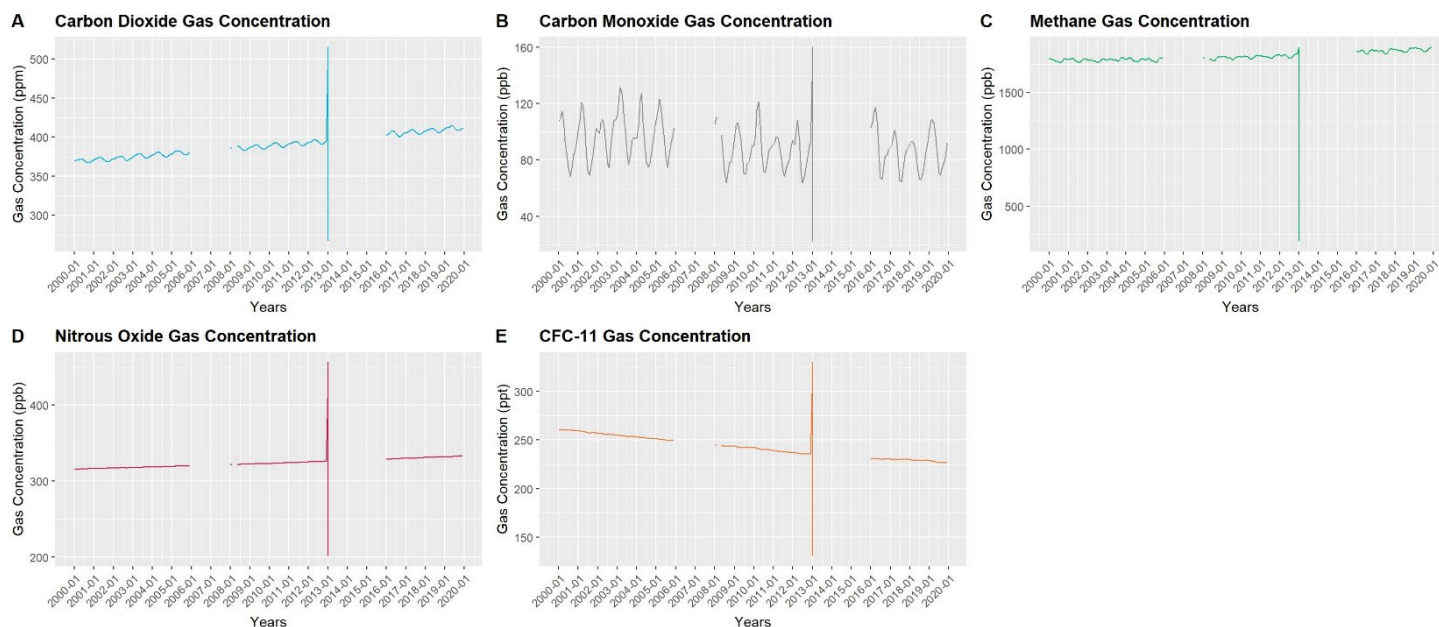 A Carbon Dioxide Gas Concentration
Gas Concentration (ppm)
500
450
400
350
300
2000-01 2001-01 2002-01 2003-01 2004-01 2005-01 2006-01 2007-01 2008-01 2009-01 2010-01 2011-01 2012-01 2013-01 2014-01 2015-01 2016-01 2017-01 2018-01 2019-01 2020-01
Years
B Carbon Monoxide Gas Concentration
Gas Concentration (ppb)
160
120
80
40
2000-01 2001-01 2002-01 2003-01 2004-01 2005-01 2006-01 2007-01 2008-01 2009-01 2010-01 2011-01 2012-01 2013-01 2014-01 2015-01 2016-01 2017-01 2018-01 2019-01 2020-01
Years
C Methane Gas Concentration
Gas Concentration (ppb)
1500
1000
500
2000-01 2001-01 2002-01 2003-01 2004-01 2005-01 2006-01 2007-01 2008-01 2009-01 2010-01 2011-01 2012-01 2013-01 2014-01 2015-01 2016-01 2017-01 2018-01 2019-01 2020-01
Years
D Nitrous Oxide Gas Concentration
Gas Concentration (ppb)
400
300
200
2000-01 2001-01 2002-01 2003-01 2004-01 2005-01 2006-01 2007-01 2008-01 2009-01 2010-01 2011-01 2012-01 2013-01 2014-01 2015-01 2016-01 2017-01 2018-01 2019-01 2020-01
Years
E CFC-11 Gas Concentration
Gas Concentration (ppt)
300
250
200
150
2000-01 2001-01 2002-01 2003-01 2004-01 2005-01 2006-01 2007-01 2008-01 2009-01 2010-01 2011-01 2012-01 2013-01 2014-01 2015-01 2016-01 2017-01 2018-01 2019-01 2020-01
Years